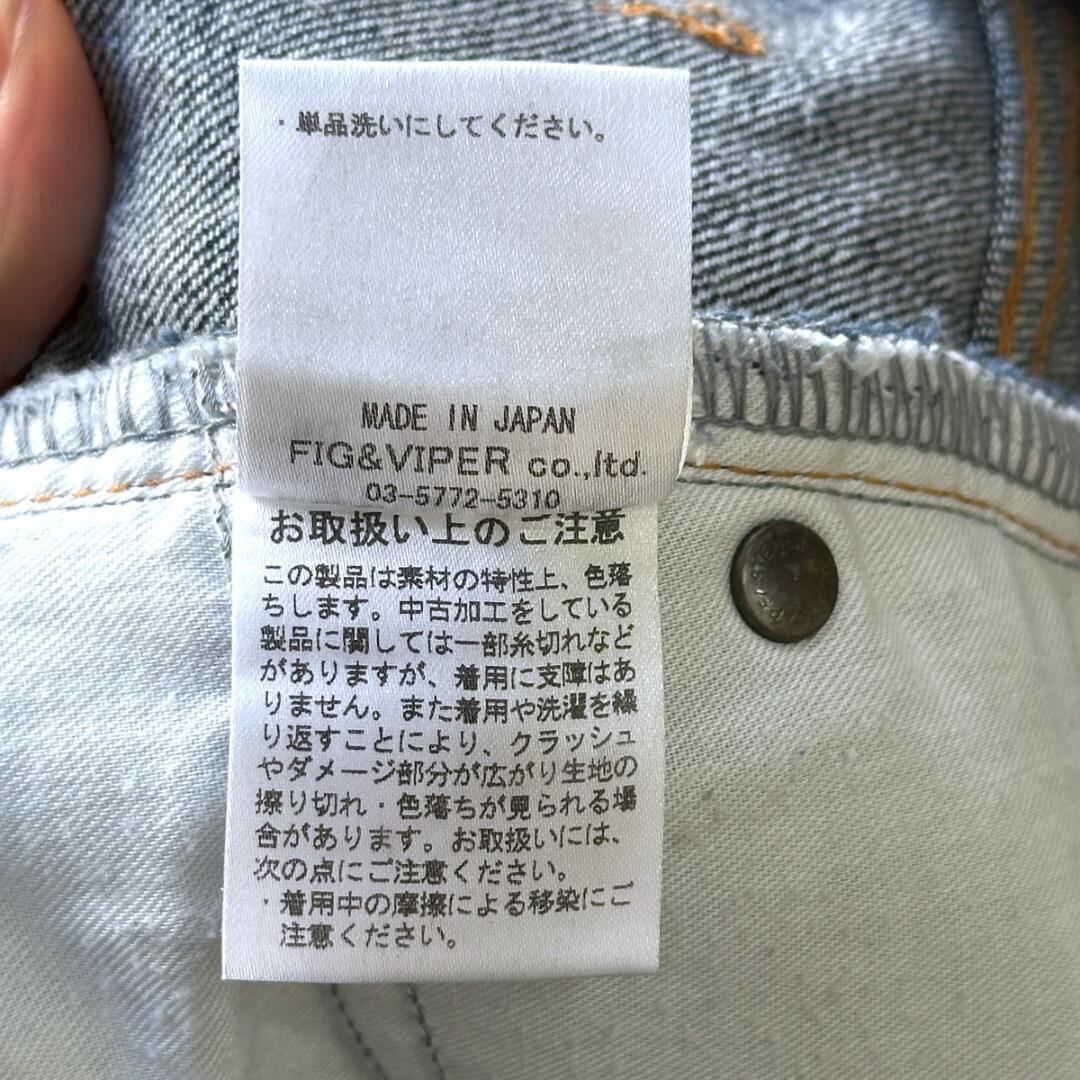 ・単品洗いにしてください。
MADE IN JAPAN
FIG&VIPER co.,ltd.
03-5772-5310
お取扱い上のご注意
この製品は素材の特性上、色落
ちします。中古加工をしている
製品に関しては一部糸切れなど
がありますが、着用に支障はあ
りません。また着用や洗濯を繰
り返すことにより、クラッシュ
やダメージ部分が広がり生地の
擦り切れ・色落ちが見られる場
合があります。お取扱いには、
次の点にご注意ください。
・着用中の摩擦による移染にご
注意ください。